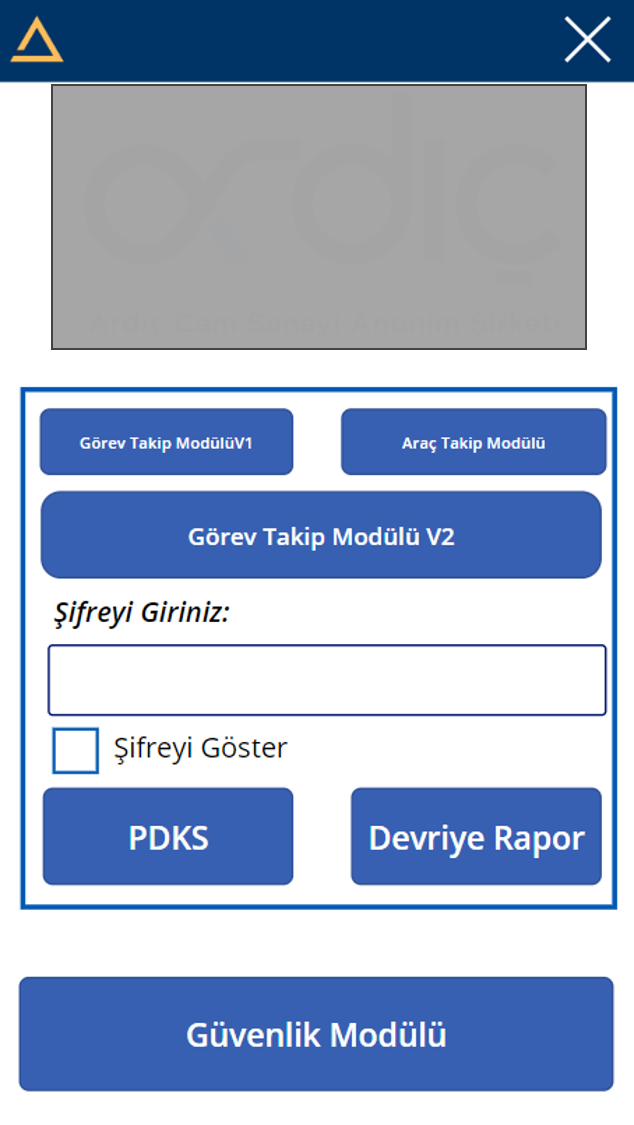 ardıç
Ardıç Cam Sanayi Anonim Şirketi
Görev Takip ModülüV1
Araç Takip Modülü
Görev Takip Modülü V2
Şifreyi Giriniz:
Şifreyi Göster
PDKS
Devriye Rapor
Güvenlik Modülü